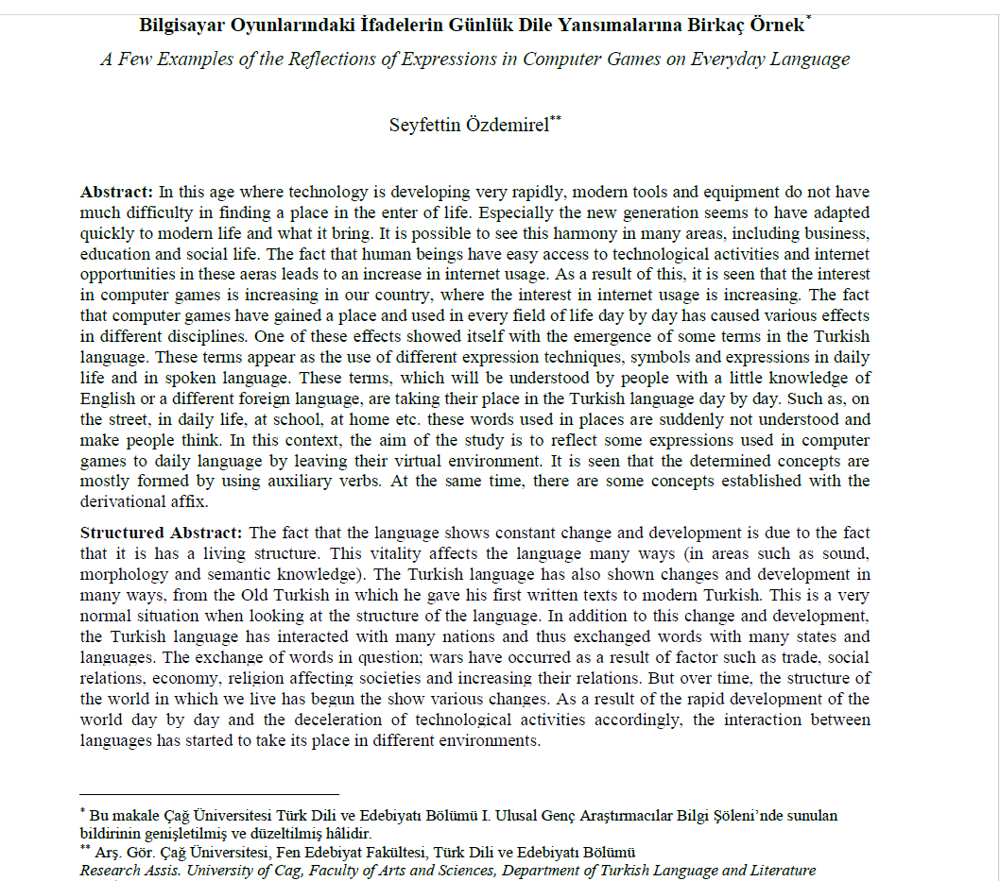 Bilgisayar Oyunlarındaki İfadelerin Günlük Dile Yansımalarına Birkaç Örnek*
A Few Examples of the Reflections of Expressions in Computer Games on Everyday Language
Seyfettin Özdemirel**
Abstract: In this age where technology is developing very rapidly, modern tools and equipment do not have
much difficulty in finding a place in the enter of life. Especially the new generation seems to have adapted
quickly to modern life and what it bring. It is possible to see this harmony in many areas, including business,
education and social life. The fact that human beings have easy access to technological activities and internet
opportunities in these aeras leads to an increase in internet usage. As a result of this, it is seen that the interest
in computer games is increasing in our country, where the interest in internet usage is increasing. The fact
that computer games have gained a place and used in every field of life day by day has caused various effects
in different disciplines. One of these effects showed itself with the emergence of some terms in the Turkish
language. These terms appear as the use of different expression techniques, symbols and expressions in daily
life and in spoken language. These terms, which will be understood by people with a little knowledge of
English or a different foreign language, are taking their place in the Turkish language day by day. Such as, on
the street, in daily life, at school, at home etc. these words used in places are suddenly not understood and
make people think. In this context, the aim of the study is to reflect some expressions used in computer
games to daily language by leaving their virtual environment. It is seen that the determined concepts are
mostly formed by using auxiliary verbs. At the same time, there are some concepts established with the
derivational affix.
Structured Abstract: The fact that the language shows constant change and development is due to the fact
that it is has a living structure. This vitality affects the language many ways (in areas such as sound,
morphology and semantic knowledge). The Turkish language has also shown changes and development in
many ways, from the Old Turkish in which he gave his first written texts to modern Turkish. This is a very
normal situation when looking at the structure of the language. In addition to this change and development,
the Turkish language has interacted with many nations and thus exchanged words with many states and
languages. The exchange of words in question; wars have occurred as a result of factor such as trade, social
relations, economy, religion affecting societies and increasing their relations. But over time, the structure of
the world in which we live has begun the show various changes. As a result of the rapid development of the
world day by day and the deceleration of technological activities accordingly, the interaction between
languages has started to take its place in different environments.
* Bu makale Çağ Üniversitesi Türk Dili ve Edebiyatı Bölümü I. Ulusal Genç Araştırmacılar Bilgi Şöleni’nde sunulan
bildirinin genişletilmiş ve düzeltilmiş hâlidir.
** Arş. Gör. Çağ Üniversitesi, Fen Edebiyat Fakültesi, Türk Dili ve Edebiyatı Bölümü
Research Assis. University of Cag, Faculty of Arts and Sciences, Department of Turkish Language and Literature